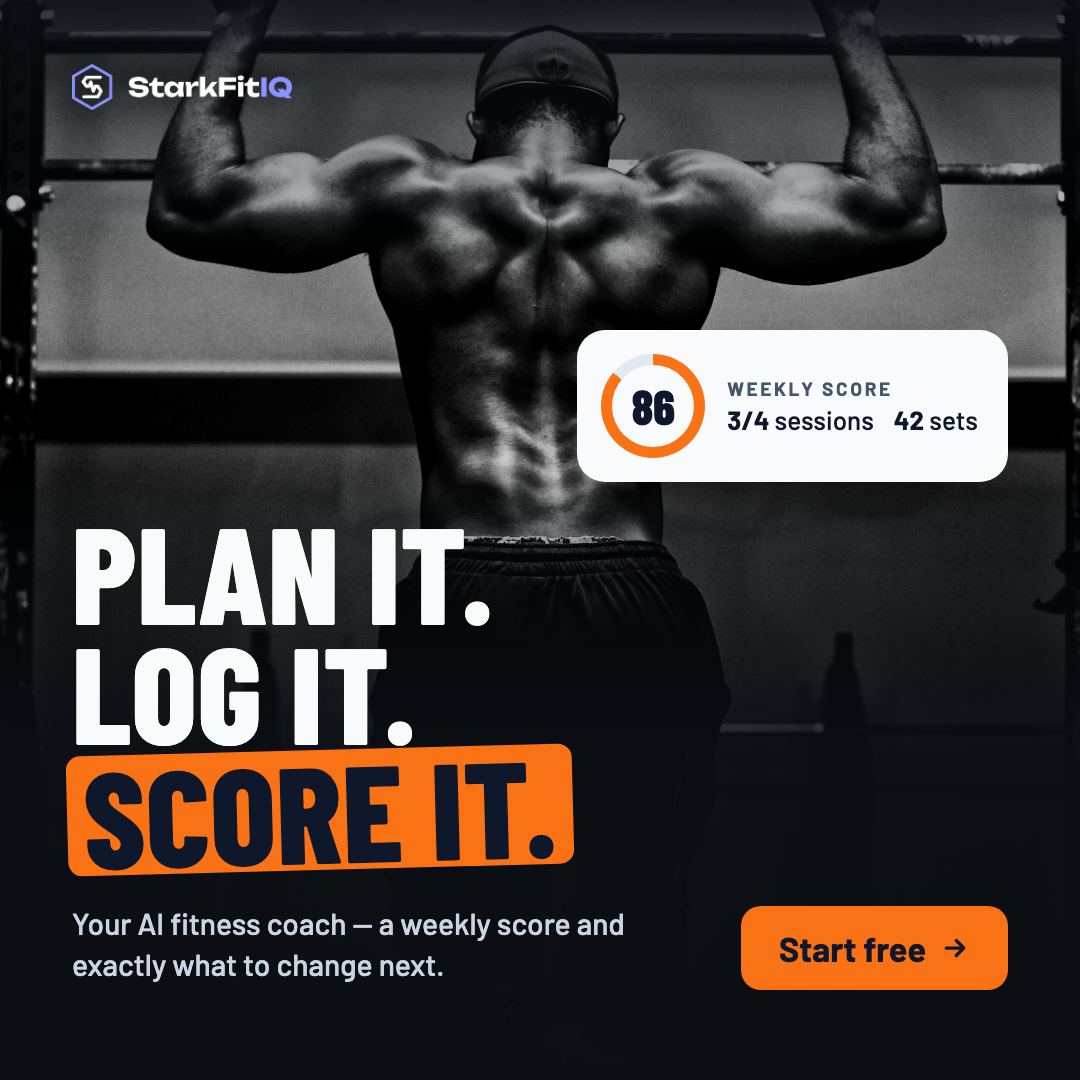 StarkFitIQ
86
WEEKLY SCORE
3/4 sessions 42 sets
PLAN IT.
LOG IT.
SCORE IT.
Your AI fitness coach — a weekly score and
exactly what to change next.
Start free →